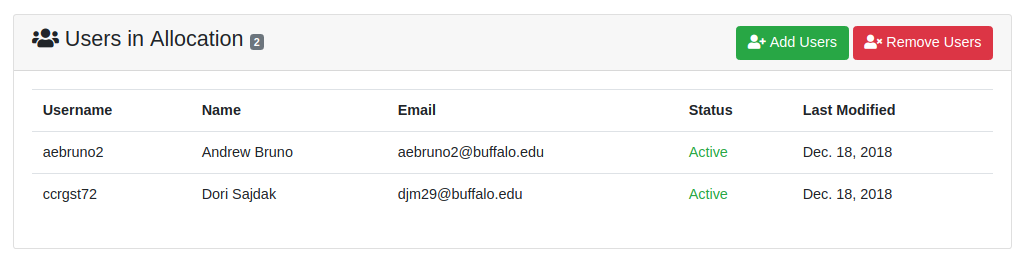 Users in Allocation 2 Add Users Remove Users
Username Name Email Status Last Modified
aebruno2 Andrew Bruno aebruno2@buffalo.edu Active Dec. 18, 2018
ccrgst72 Dori Sajdak djm29@buffalo.edu Active Dec. 18, 2018